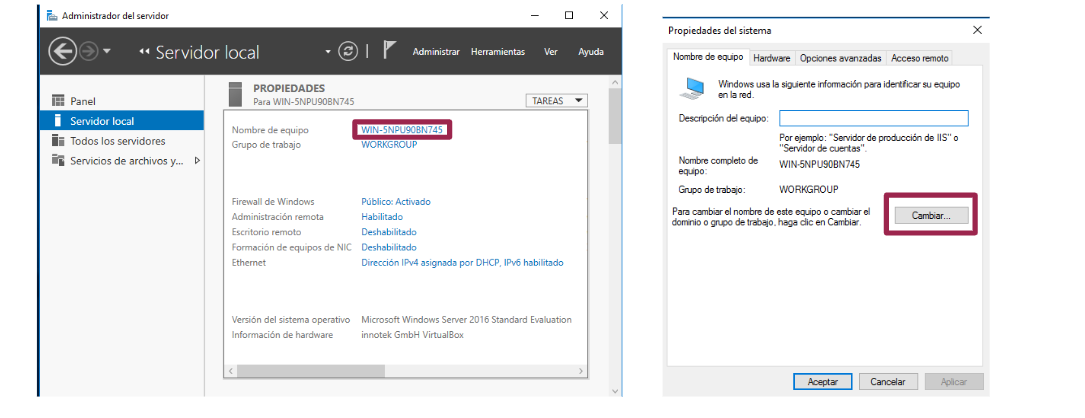 Administrador del servidor
Servidor local
Administrar Herramientas Ver Ayuda
Panel
Servidor local
Todos los servidores
Servicios de archivos y...
PROPIEDADES
Para WIN-5NPU90BN745
TAREAS
Nombre de equipo WIN-5NPU90BN745
Grupo de trabajo WORKGROUP
Firewall de Windows Público: Activado
Administración remota Habilitado
Escritorio remoto Deshabilitado
Formación de equipos de NIC Deshabilitado
Ethernet Dirección IPv4 asignada por DHCP, IPv6 habilitado
Versión del sistema operativo Microsoft Windows Server 2016 Standard Evaluation
Información de hardware innotek GmbH VirtualBox
Propiedades del sistema
Nombre de equipo Hardware Opciones avanzadas Acceso remoto
Windows usa la siguiente información para identificar su equipo
en la red.
Descripción del equipo:
Por ejemplo: "Servidor de producción de IIS" o
"Servidor de cuentas".
Nombre completo de
equipo:
WIN-5NPU90BN745
Grupo de trabajo: WORKGROUP
Para cambiar el nombre de este equipo o cambiar el
dominio o grupo de trabajo, haga clic en Cambiar.
Cambiar...
Aceptar Cancelar Aplicar